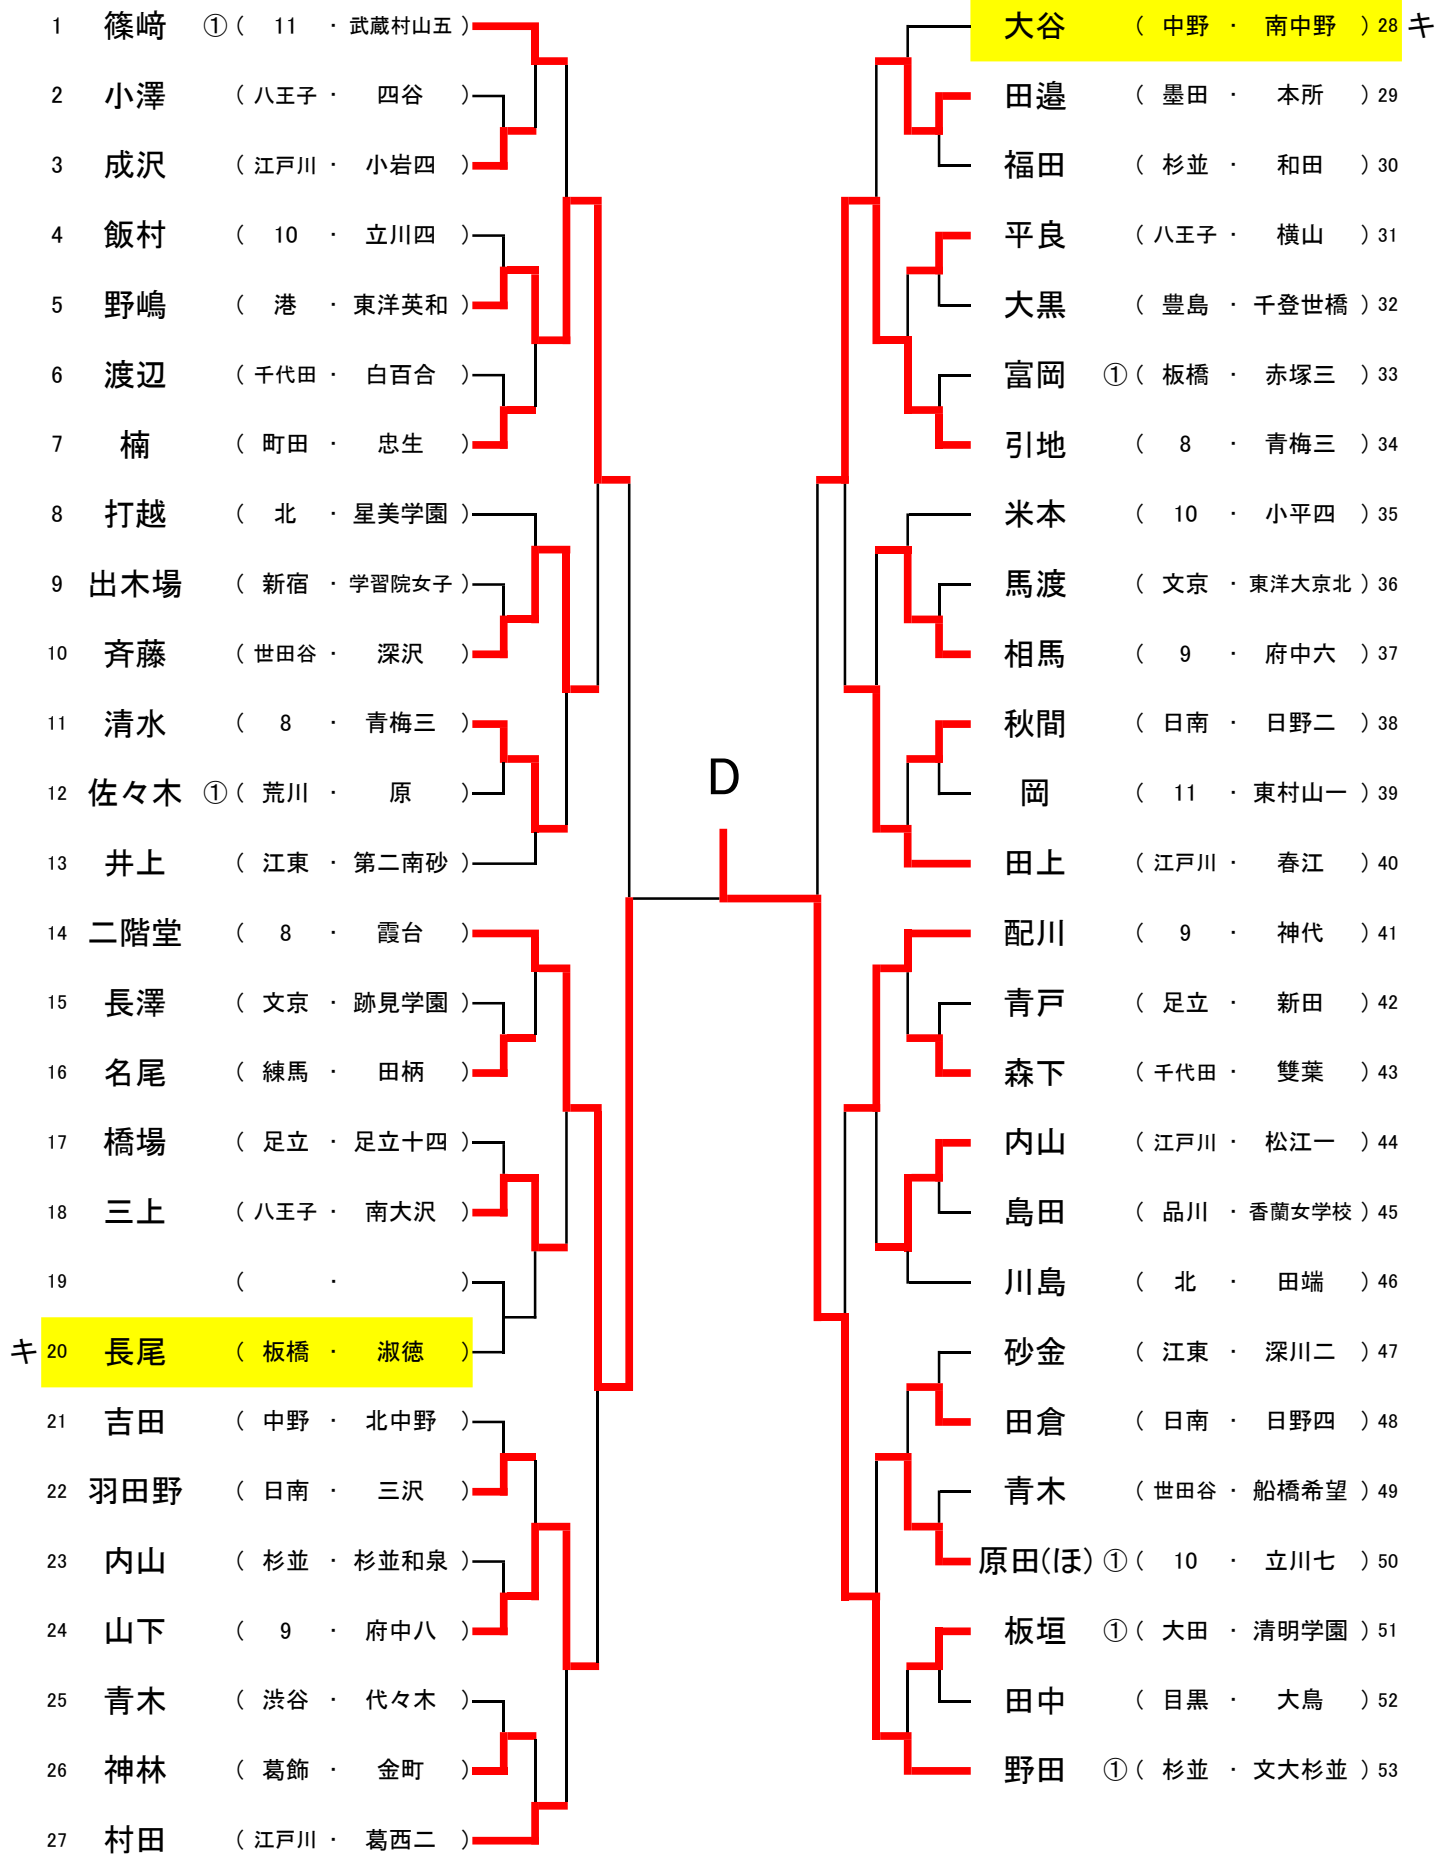 1 篠﨑 ①( 11 ・ 武蔵村山五 )
2 小澤 ( 八王子 ・ 四谷 )
3 成沢 ( 江戸川 ・ 小岩四 )
4 飯村 ( 10 ・ 立川四 )
5 野嶋 ( 港 ・ 東洋英和 )
6 渡辺 ( 千代田 ・ 白百合 )
7 楠 ( 町田 ・ 忠生 )
8 打越 ( 北 ・ 星美学園 )
9 出木場 ( 新宿 ・ 学習院女子 )
10 斉藤 ( 世田谷 ・ 深沢 )
11 清水 ( 8 ・ 青梅三 )
12 佐々木 ①( 荒川 ・ 原 )
13 井上 ( 江東 ・ 第二南砂 )
14 二階堂 ( 8 ・ 霞台 )
15 長澤 ( 文京 ・ 跡見学園 )
16 名尾 ( 練馬 ・ 田柄 )
17 橋場 ( 足立 ・ 足立十四 )
18 三上 ( 八王子 ・ 南大沢 )
19 ( ・ )
キ 20 長尾 ( 板橋 ・ 淑徳 )
21 吉田 ( 中野 ・ 北中野 )
22 羽田野 ( 日南 ・ 三沢 )
23 内山 ( 杉並 ・ 杉並和泉 )
24 山下 ( 9 ・ 府中八 )
25 青木 ( 渋谷 ・ 代々木 )
26 神林 ( 葛飾 ・ 金町 )
27 村田 ( 江戸川 ・ 葛西二 )
D
大谷 ( 中野 ・ 南中野 ) 28 キ
田邉 ( 墨田 ・ 本所 ) 29
福田 ( 杉並 ・ 和田 ) 30
平良 ( 八王子 ・ 横山 ) 31
大黒 ( 豊島 ・ 千登世橋 ) 32
富岡 ①( 板橋 ・ 赤塚三 ) 33
引地 ( 8 ・ 青梅三 ) 34
米本 ( 10 ・ 小平四 ) 35
馬渡 ( 文京 ・ 東洋大京北 ) 36
相馬 ( 9 ・ 府中六 ) 37
秋間 ( 日南 ・ 日野二 ) 38
岡 ( 11 ・ 東村山一 ) 39
田上 ( 江戸川 ・ 春江 ) 40
配川 ( 9 ・ 神代 ) 41
青戸 ( 足立 ・ 新田 ) 42
森下 ( 千代田 ・ 雙葉 ) 43
内山 ( 江戸川 ・ 松江一 ) 44
島田 ( 品川 ・ 香蘭女学校 ) 45
川島 ( 北 ・ 田端 ) 46
砂金 ( 江東 ・ 深川二 ) 47
田倉 ( 日南 ・ 日野四 ) 48
青木 ( 世田谷 ・ 船橋希望 ) 49
原田(ほ) ①( 10 ・ 立川七 ) 50
板垣 ①( 大田 ・ 清明学園 ) 51
田中 ( 目黒 ・ 大鳥 ) 52
野田 ①( 杉並 ・ 文大杉並 ) 53